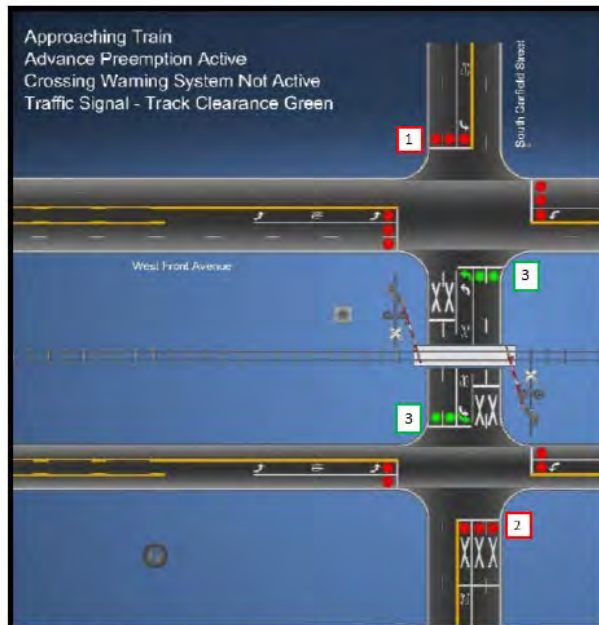 Approaching Train
Advance Preemption Active
Crossing Warning System Not Active
Traffic Signal - Track Clearance Green
South Garfield Street
1
West Front Avenue
3
3
2